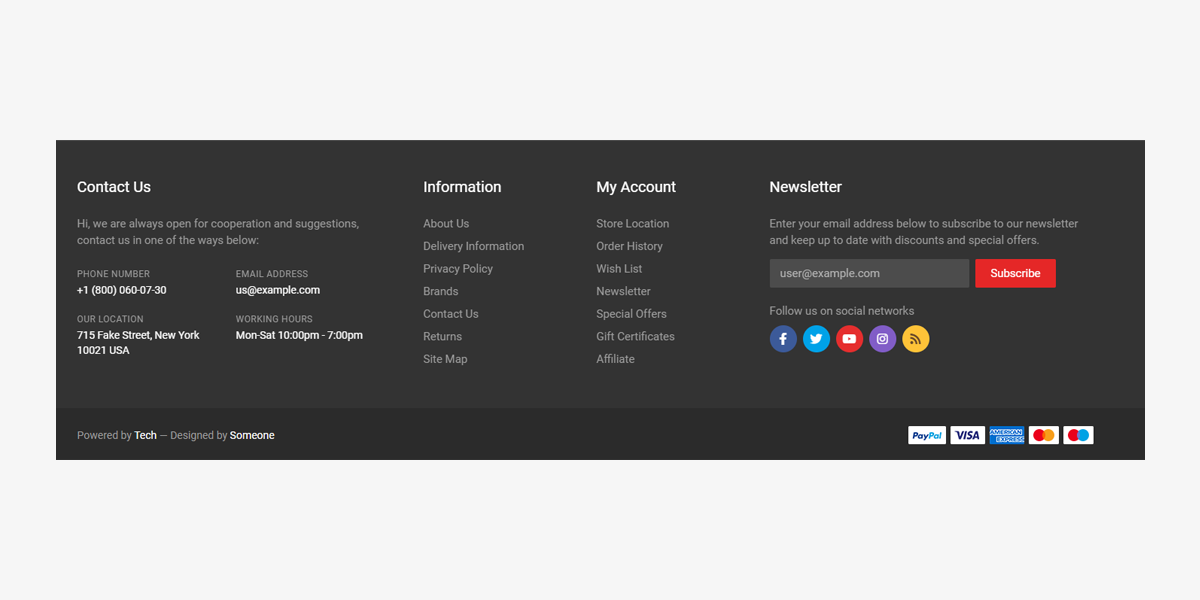 Contact Us
Hi, we are always open for cooperation and suggestions,
contact us in one of the ways below:
PHONE NUMBER
+1 (800) 060-07-30
EMAIL ADDRESS
us@example.com
OUR LOCATION
715 Fake Street, New York
10021 USA
WORKING HOURS
Mon-Sat 10:00pm - 7:00pm
Information
About Us
Delivery Information
Privacy Policy
Brands
Contact Us
Returns
Site Map
My Account
Store Location
Order History
Wish List
Newsletter
Special Offers
Gift Certificates
Affiliate
Newsletter
Enter your email address below to subscribe to our newsletter
and keep up to date with discounts and special offers.
user@example.com
Subscribe
Follow us on social networks
Powered by Tech — Designed by Someone
PayPal
VISA
AMERICAN
EXPRESS